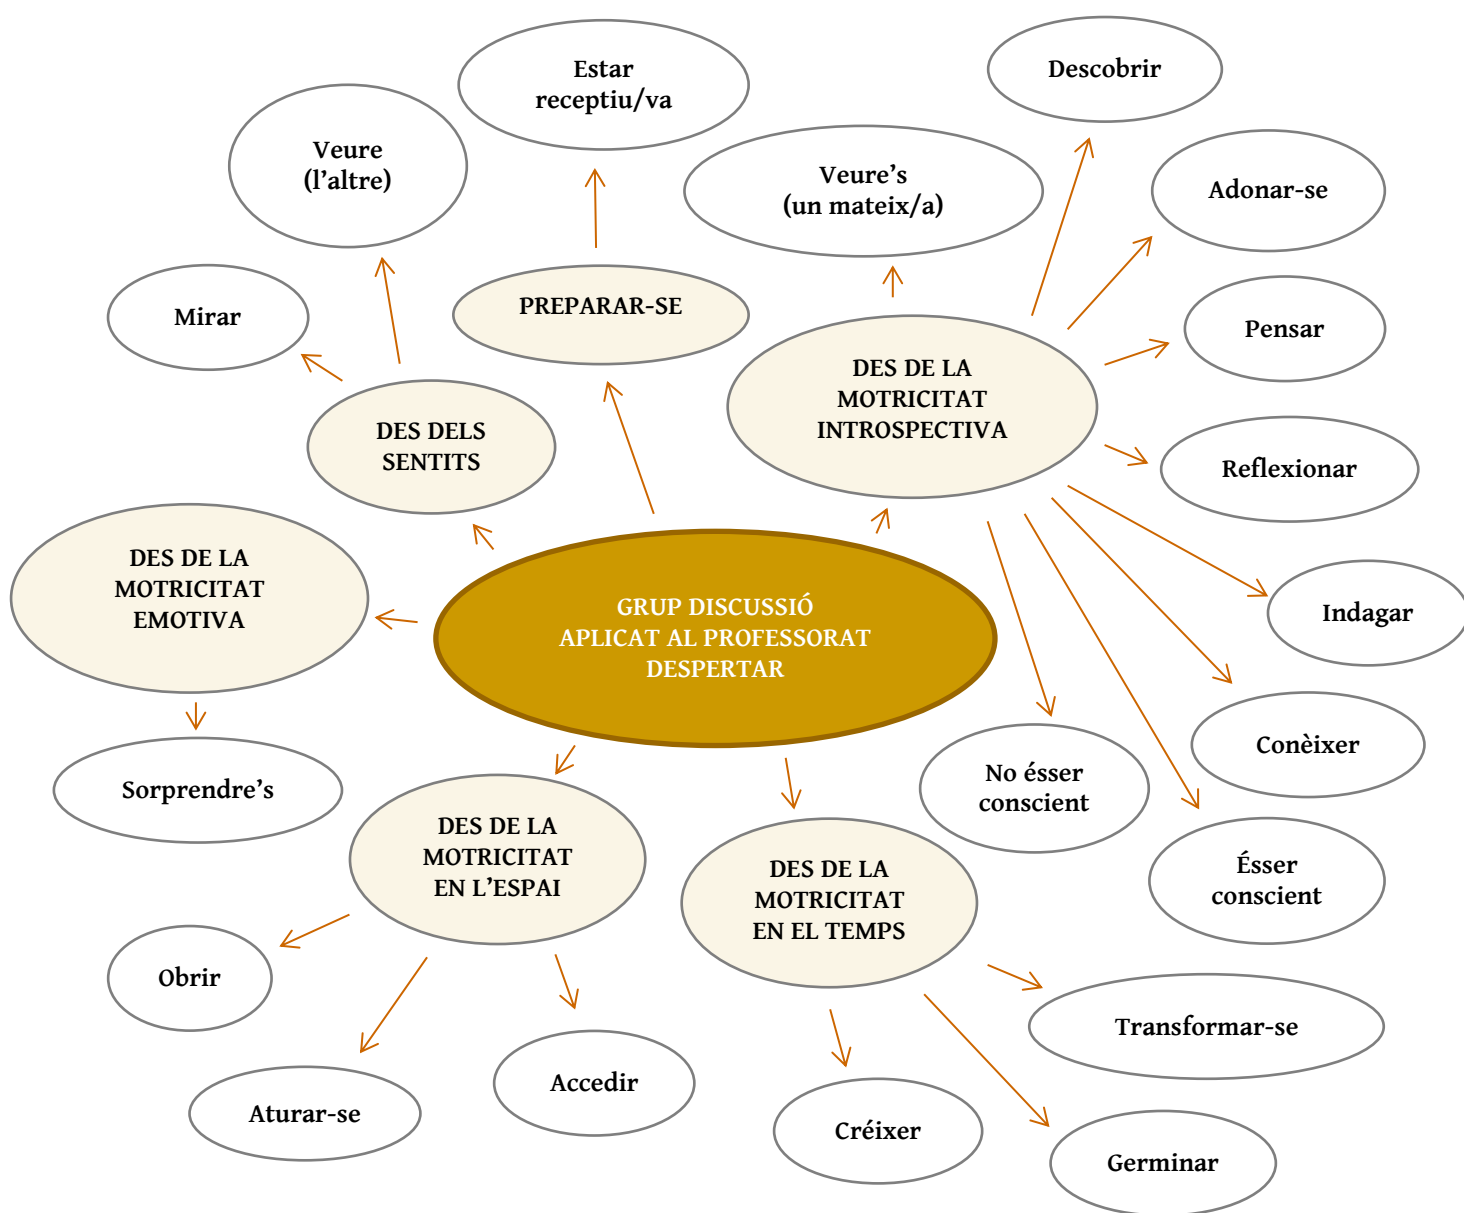 Estar
receptiu/va
Descobrir
Veure
(l’altre)
Veure’s
(un mateix/a)
Adonar-se
Mirar
PREPARAR-SE
Pensar
DES DE LA
MOTRICITAT
INTROSPECTIVA
DES DELS
SENTITS
Reflexionar
DES DE LA
MOTRICITAT
EMOTIVA
GRUP DISCUSSIÓ
APLICAT AL PROFESSORAT
DESPERTAR
Indagar
Conèixer
No ésser
conscient
Sorprendre’s
DES DE LA
MOTRICITAT
EN L’ESPAI
DES DE LA
MOTRICITAT
EN EL TEMPS
Ésser
conscient
Obrir
Transformar-se
Accedir
Aturar-se
Créixer
Germinar